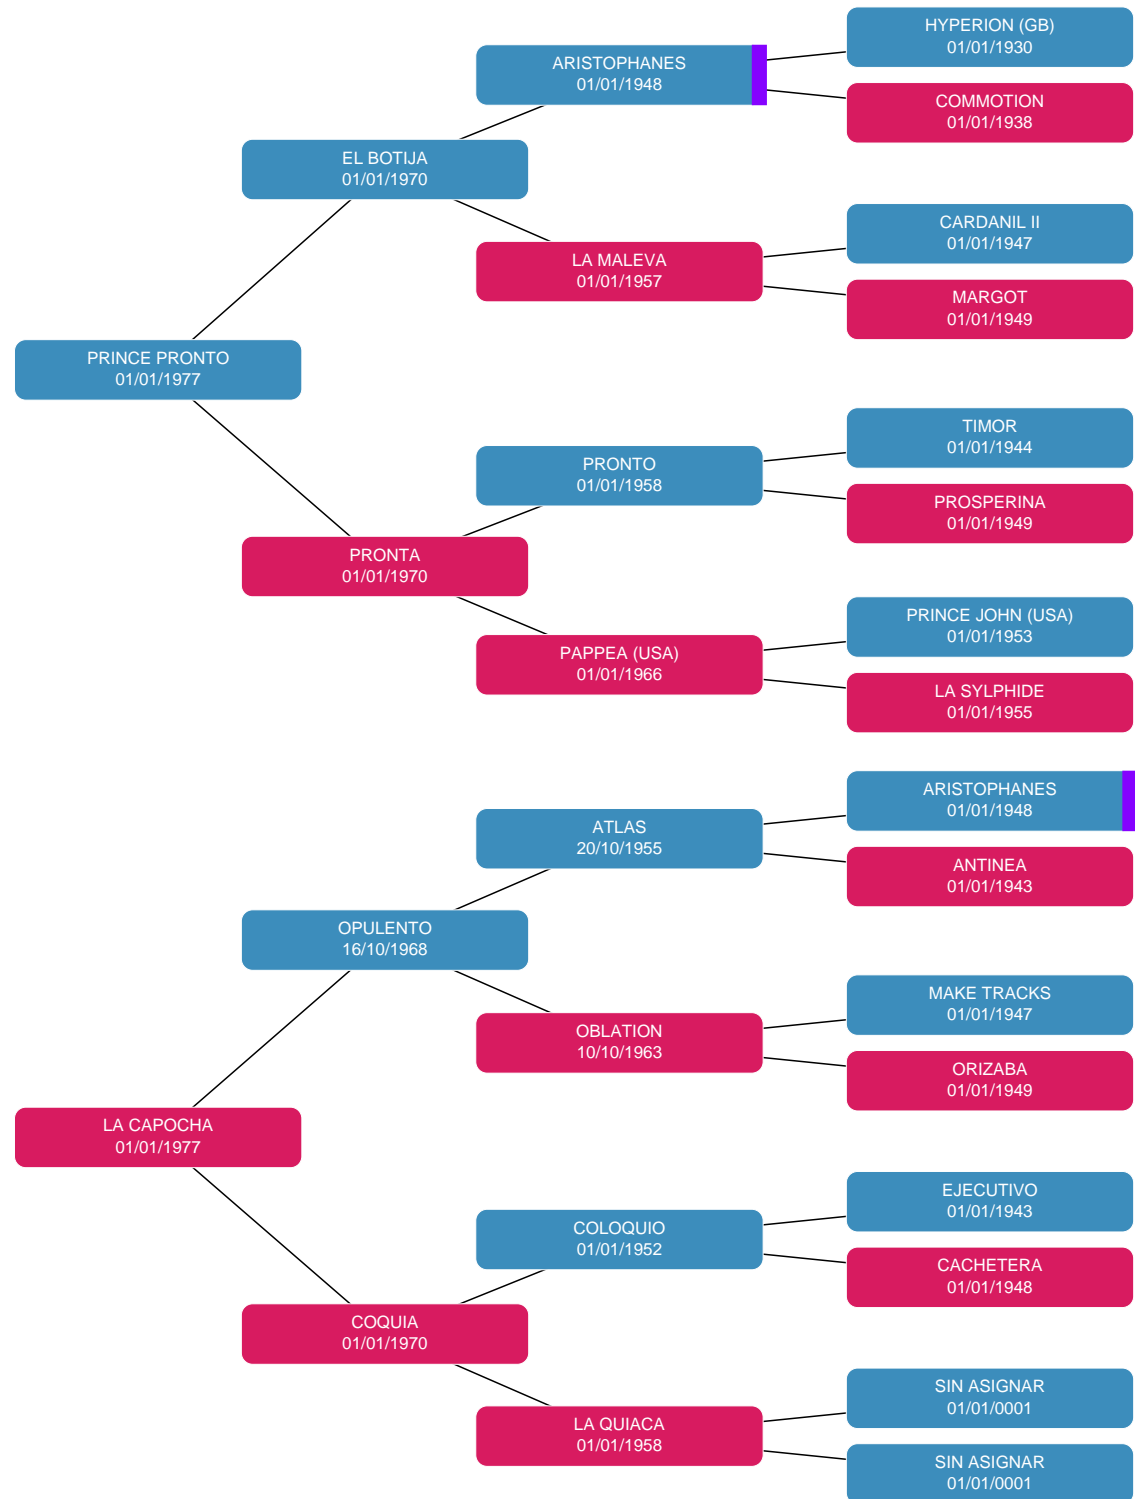 HYPERION (GB)
01/01/1930
ARISTOPHANES
01/01/1948
COMMOTION
01/01/1938
EL BOTIJA
01/01/1970
CARDANIL II
01/01/1947
LA MALEVA
01/01/1957
MARGOT
01/01/1949
PRINCE PRONTO
01/01/1977
TIMOR
01/01/1944
PRONTO
01/01/1958
PROSPERINA
01/01/1949
PRONTA
01/01/1970
PRINCE JOHN (USA)
01/01/1953
PAPPEA (USA)
01/01/1966
LA SYLPHIDE
01/01/1955
ARISTOPHANES
01/01/1948
ATLAS
20/10/1955
ANTINEA
01/01/1943
OPULENTO
16/10/1968
MAKE TRACKS
01/01/1947
OBLATION
10/10/1963
ORIZABA
01/01/1949
LA CAPOCHA
01/01/1977
EJECUTIVO
01/01/1943
COLOQUIO
01/01/1952
CACHETERA
01/01/1948
COQUIA
01/01/1970
SIN ASIGNAR
01/01/0001
LA QUIACA
01/01/1958
SIN ASIGNAR
01/01/0001